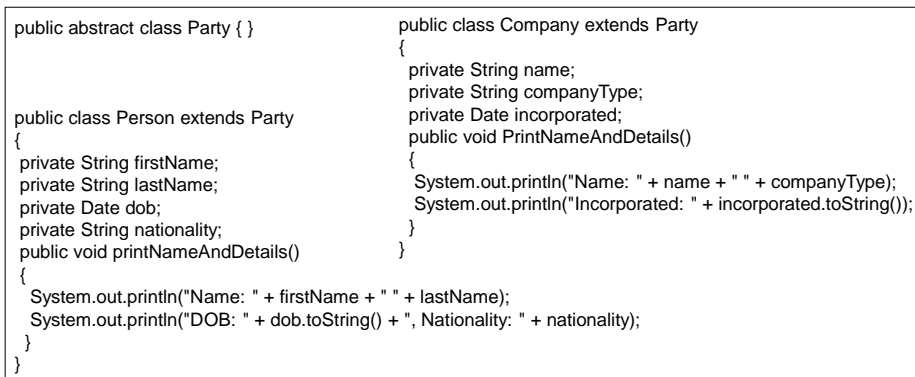 public abstract class Party { }
public class Person extends Party
{
private String firstName;
private String lastName;
private Date dob;
private String nationality;
public void printNameAndDetails()
{
System.out.println("Name: " + firstName + " " + lastName);
System.out.println("DOB: " + dob.toString() + ", Nationality: " + nationality);
}
}
public class Company extends Party
{
private String name;
private String companyType;
private Date incorporated;
public void PrintNameAndDetails()
{
System.out.println("Name: " + name + " " + companyType);
System.out.println("Incorporated: " + incorporated.toString());
}
}